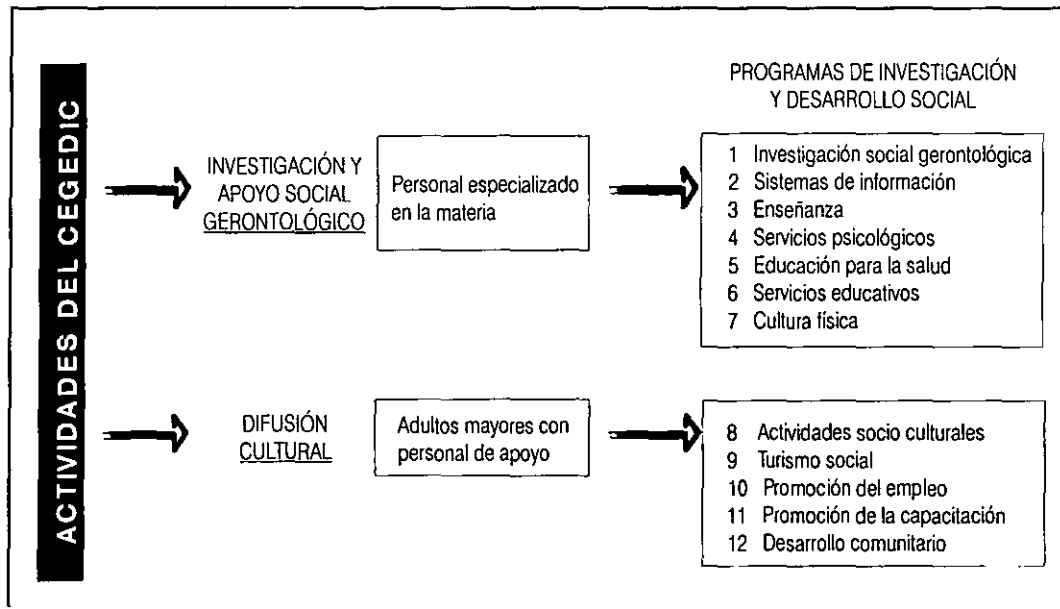 ACTIVIDADES DEL CEGEDIC
INVESTIGACIÓN Y
APOYO SOCIAL
GERONTOLÓGICO
Personal especializado
en la materia
PROGRAMAS DE INVESTIGACIÓN
Y DESARROLLO SOCIAL
1 Investigación social gerontológica
2 Sistemas de información
3 Enseñanza
4 Servicios psicológicos
5 Educación para la salud
6 Servicios educativos
7 Cultura física
DIFUSIÓN
CULTURAL
Adultos mayores con
personal de apoyo
8 Actividades socio culturales
9 Turismo social
10 Promoción del empleo
11 Promoción de la capacitación
12 Desarrollo comunitario